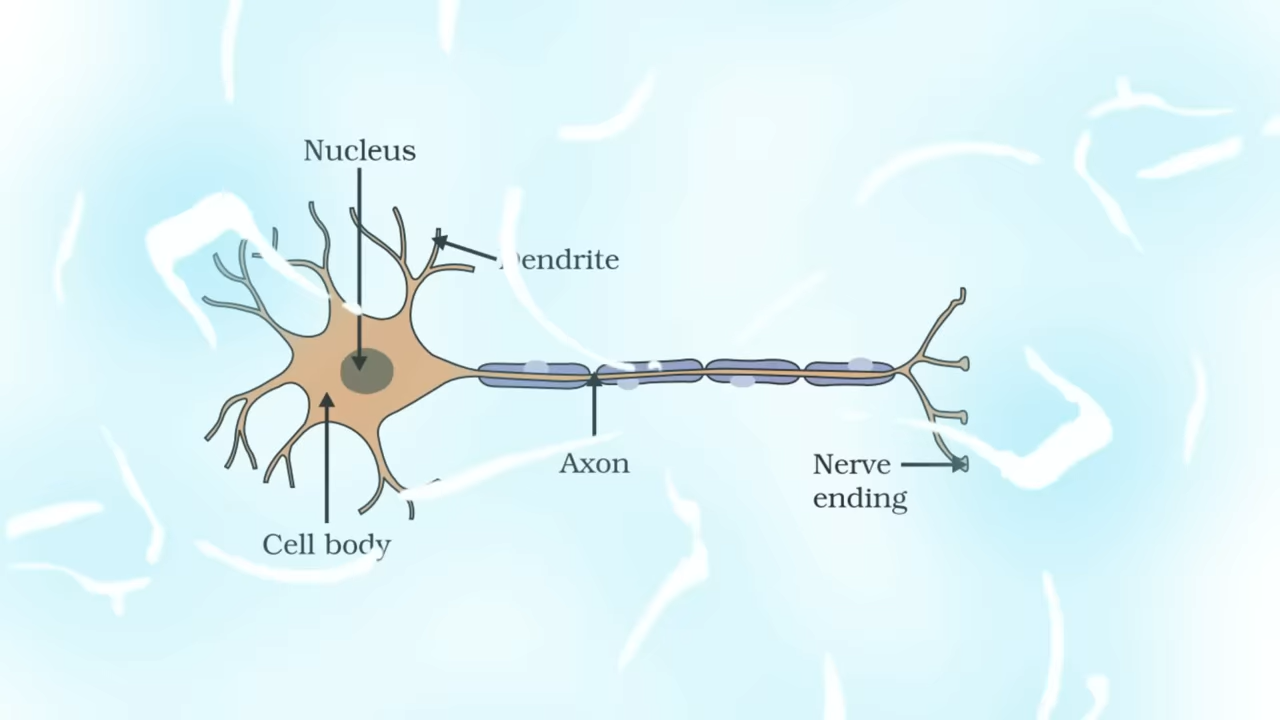 Nucleus
Dendrite
Axon
Nerve
ending
Cell body